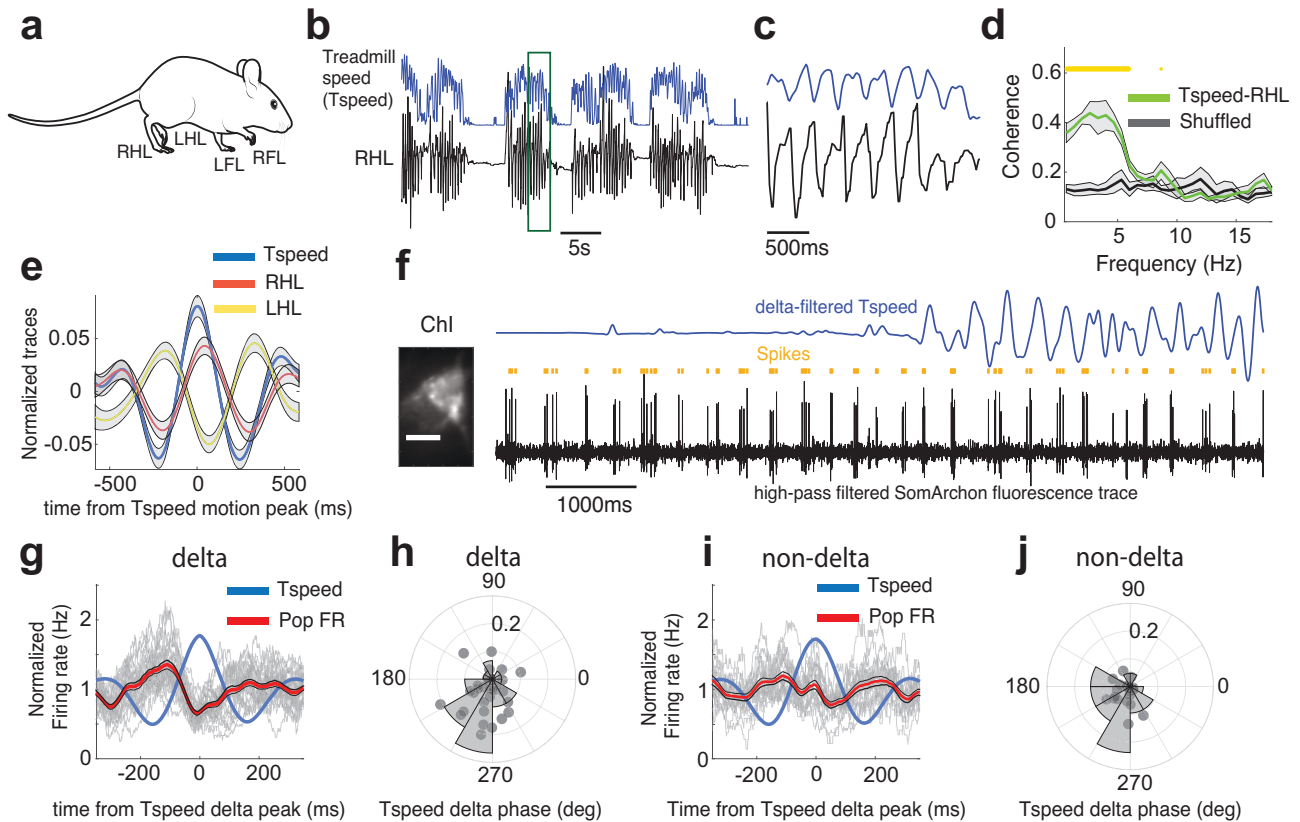 a
RHL
LHL
LFL
RFL
b
Treadmill
speed
(Tspeed)
RHL
5s
c
500ms
d
Coherence
0.6
0.4
0.2
0
Tspeed-RHL
Shuffled
5
10
15
Frequency (Hz)
e
Tspeed
RHL
LHL
Normalized traces
0.05
0
-0.05
-500
0
500
time from Tspeed motion peak (ms)
f
ChI
delta-filtered Tspeed
Spikes
1000ms
high-pass filtered SomArchon fluorescence trace
g
delta
Tspeed
Pop FR
Normalized
Firing rate (Hz)
2
1
0
-200
0
200
time from Tspeed delta peak (ms)
h
delta
90
0.2
180
0
270
Tspeed delta phase (deg)
i
non-delta
Tspeed
Pop FR
Normalized
Firing rate (Hz)
2
1
0
-200
0
200
time from Tspeed delta peak (ms)
j
non-delta
90
0.2
180
0
270
Tspeed delta phase (deg)